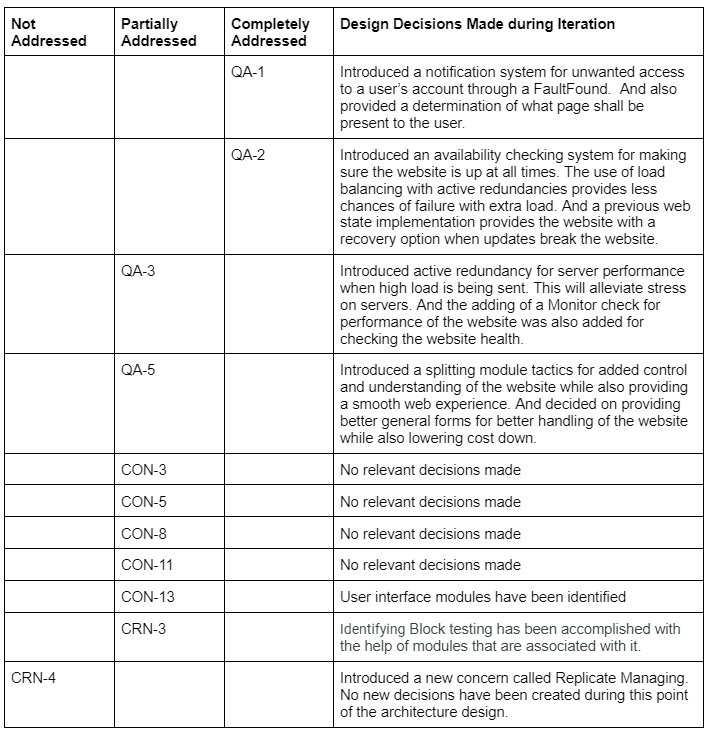 Not Addressed
Partially Addressed
Completely Addressed
Design Decisions Made during Iteration
QA-1
Introduced a notification system for unwanted access
to a user's account through a FaultFound.  And also
provided a determination of what page shall be
present to the user.
QA-2
Introduced an availability checking system for making
sure the website is up at all times. The use of load
balancing with active redundancies provides less
chances of failure with extra load. And a previous web
state implementation provides the website with a
recovery option when updates break the website.
QA-3
Introduced active redundancy for server performance
when high load is being sent. This will alleviate stress
on servers. And the adding of a Monitor check for
performance of the website was also added for
checking the website health.
QA-5
Introduced a splitting module tactics for added control
and understanding of the website while also providing
a smooth web experience. And decided on providing
better general forms for better handling of the website
while also lowering cost down.
CON-3
No relevant decisions made
CON-5
No relevant decisions made
CON-8
No relevant decisions made
CON-11
No relevant decisions made
CON-13
User interface modules have been identified
CRN-3
Identifying Block testing has been accomplished with
the help of modules that are associated with it.
CRN-4
Introduced a new concern called Replicate Managing.
No new decisions have been created during this point
of the architecture design.